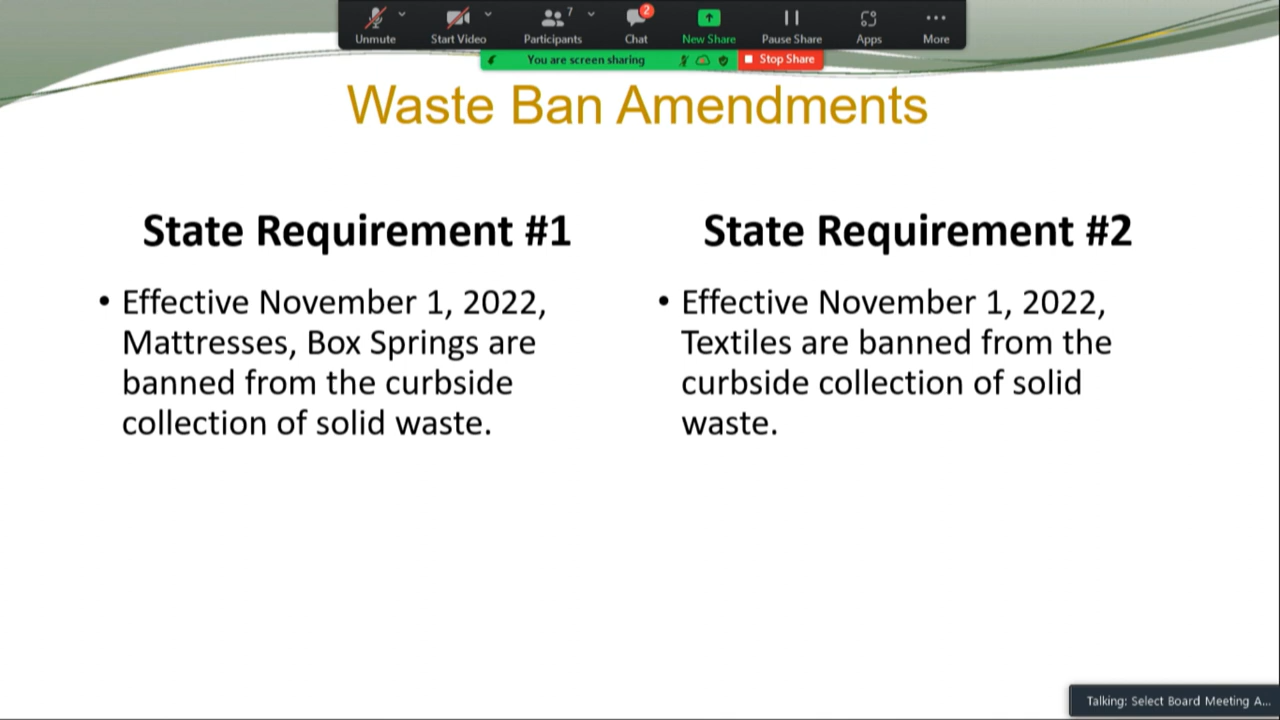 7
2
Unmute Start Video Participants Chat New Share Pause Share Apps More
You are screen sharing Stop Share
Waste Ban Amendments
State Requirement #1
• Effective November 1, 2022,
Mattresses, Box Springs are
banned from the curbside
collection of solid waste.
State Requirement #2
• Effective November 1, 2022,
Textiles are banned from the
curbside collection of solid
waste.
Talking: Select Board Meeting A...